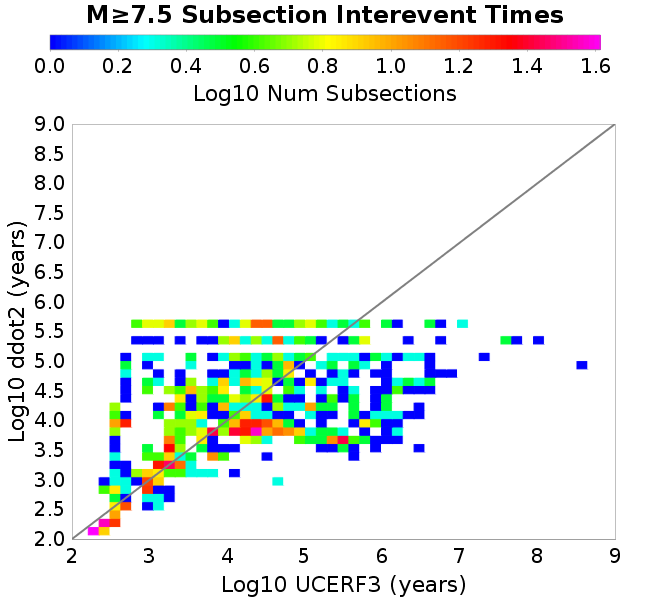 M≥7.5 Subsection Interevent Times
0.0 0.2 0.4 0.6 0.8 1.0 1.2 1.4 1.6
Log10 Num Subsections
9.0
8.5
8.0
7.5
7.0
6.5
6.0
5.5
5.0
4.5
4.0
3.5
3.0
2.5
2.0
Log10 ddot2 (years)
2 3 4 5 6 7 8 9
Log10 UCERF3 (years)